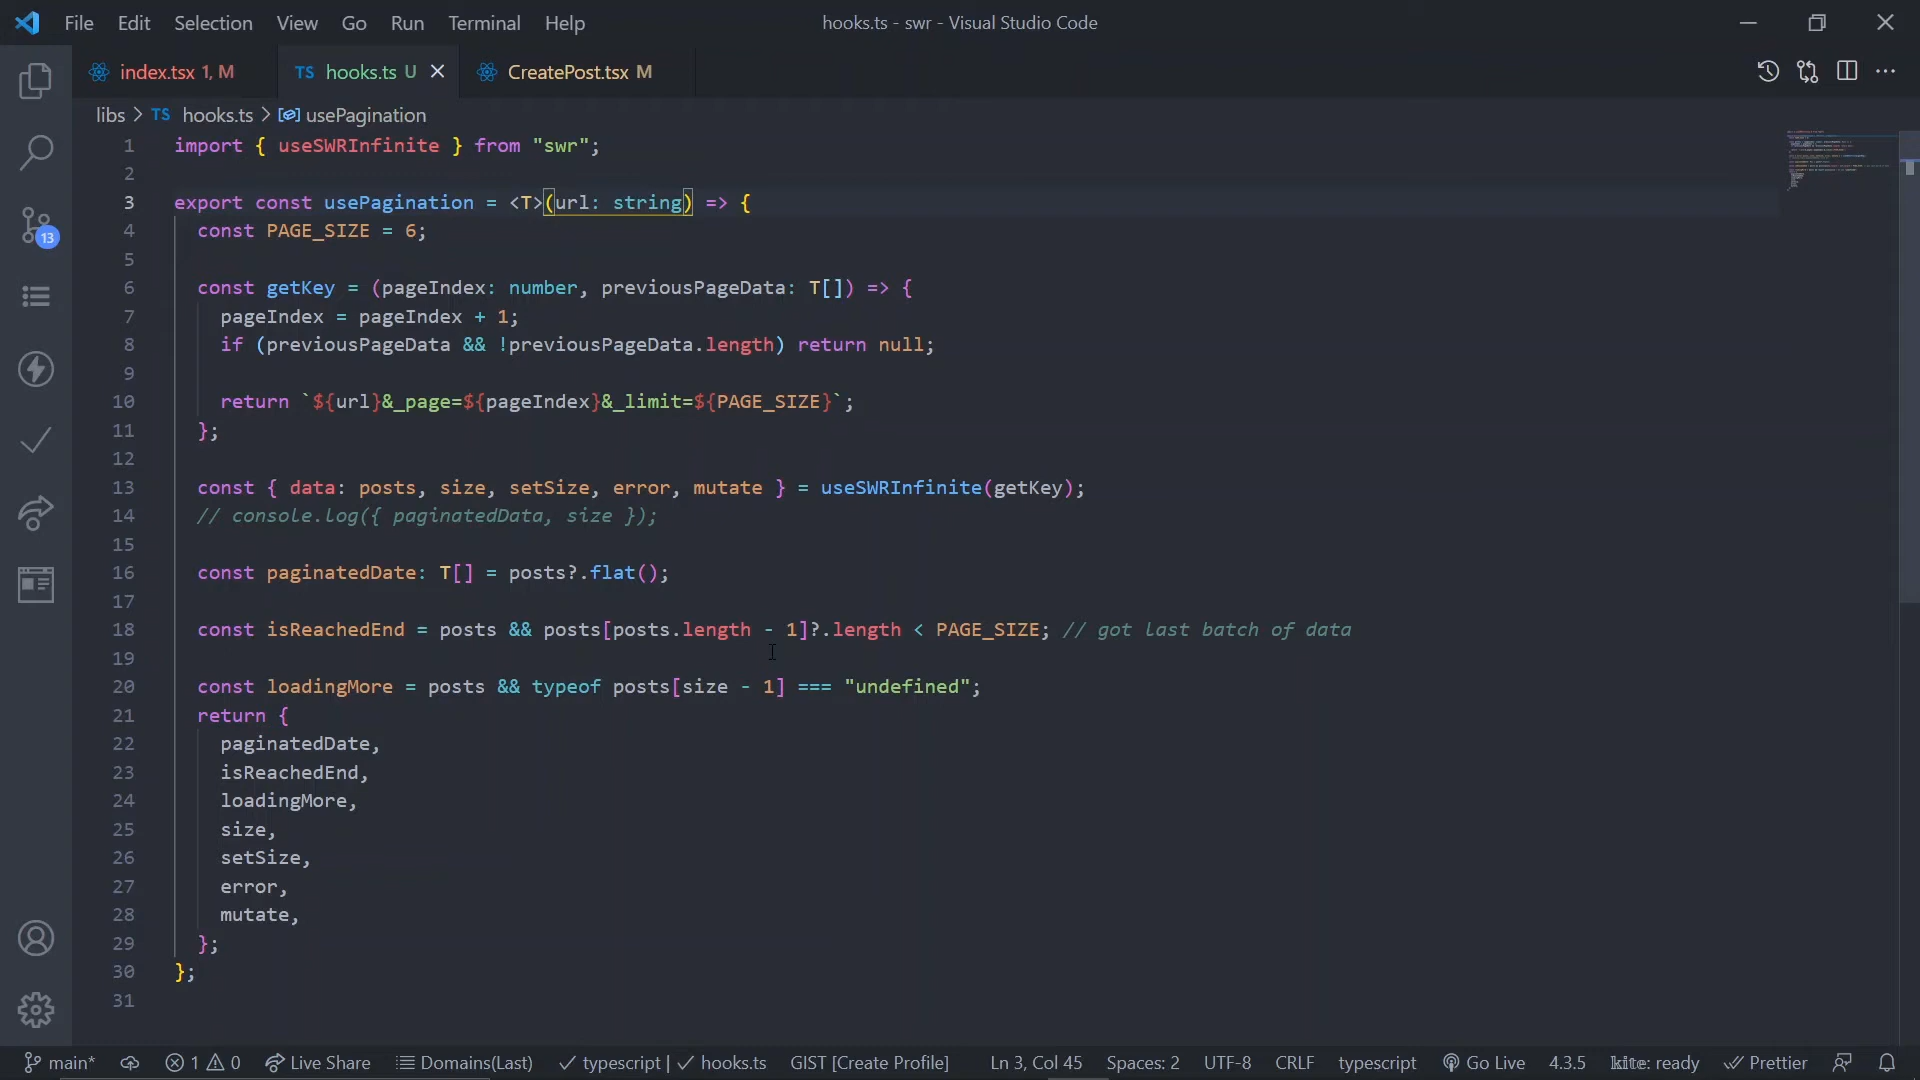 File Edit Selection View Go Run Terminal Help hooks.ts - swr - Visual Studio Code
index.tsx 1, M TS hooks.ts U CreatePost.tsx M
libs > TS hooks.ts > usePagination
1 import { useSWRInfinite } from "swr";
2
3 export const usePagination = <T>(url: string) => {
4 const PAGE_SIZE = 6;
5
6 const getKey = (pageIndex: number, previousPageData: T[]) => {
7 pageIndex = pageIndex + 1;
8 if (previousPageData && !previousPageData.length) return null;
9
10 return `${url}&_page=${pageIndex}&_limit=${PAGE_SIZE}`;
11 };
12
13 const { data: posts, size, setSize, error, mutate } = useSWRInfinite(getKey);
14 // console.log({ paginatedData, size });
15
16 const paginatedDate: T[] = posts?.flat();
17
18 const isReachedEnd = posts && posts[posts.length - 1]?.length < PAGE_SIZE; // got last batch of data
19
20 const loadingMore = posts && typeof posts[size - 1] === "undefined";
21 return {
22 paginatedDate,
23 isReachedEnd,
24 loadingMore,
25 size,
26 setSize,
27 error,
28 mutate,
29 };
30 };
31
13
main* 1 0 Live Share Domains(Last) typescript | hooks.ts GIST [Create Profile] Ln 3, Col 45 Spaces: 2 UTF-8 CRLF typescript Go Live 4.3.5 kite: ready Prettier